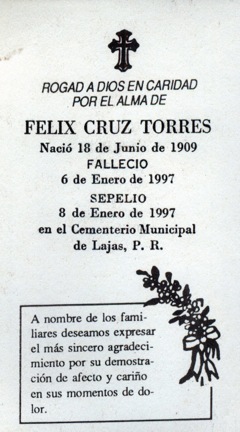 ROGAD A DIOS EN CARIDAD
POR EL ALMA DE
FELIX CRUZ TORRES
Nació 18 de Junio de 1909
FALLECIO
6 de Enero de 1997
SEPELIO
8 de Enero de 1997
en el Cementerio Municipal
de Lajas, P. R.
A nombre de los fami-
iliares deseamos expresar
el más sincero agradeci-
miento por su demostra-
ción de afecto y cariño
en sus momentos de do-
lor.